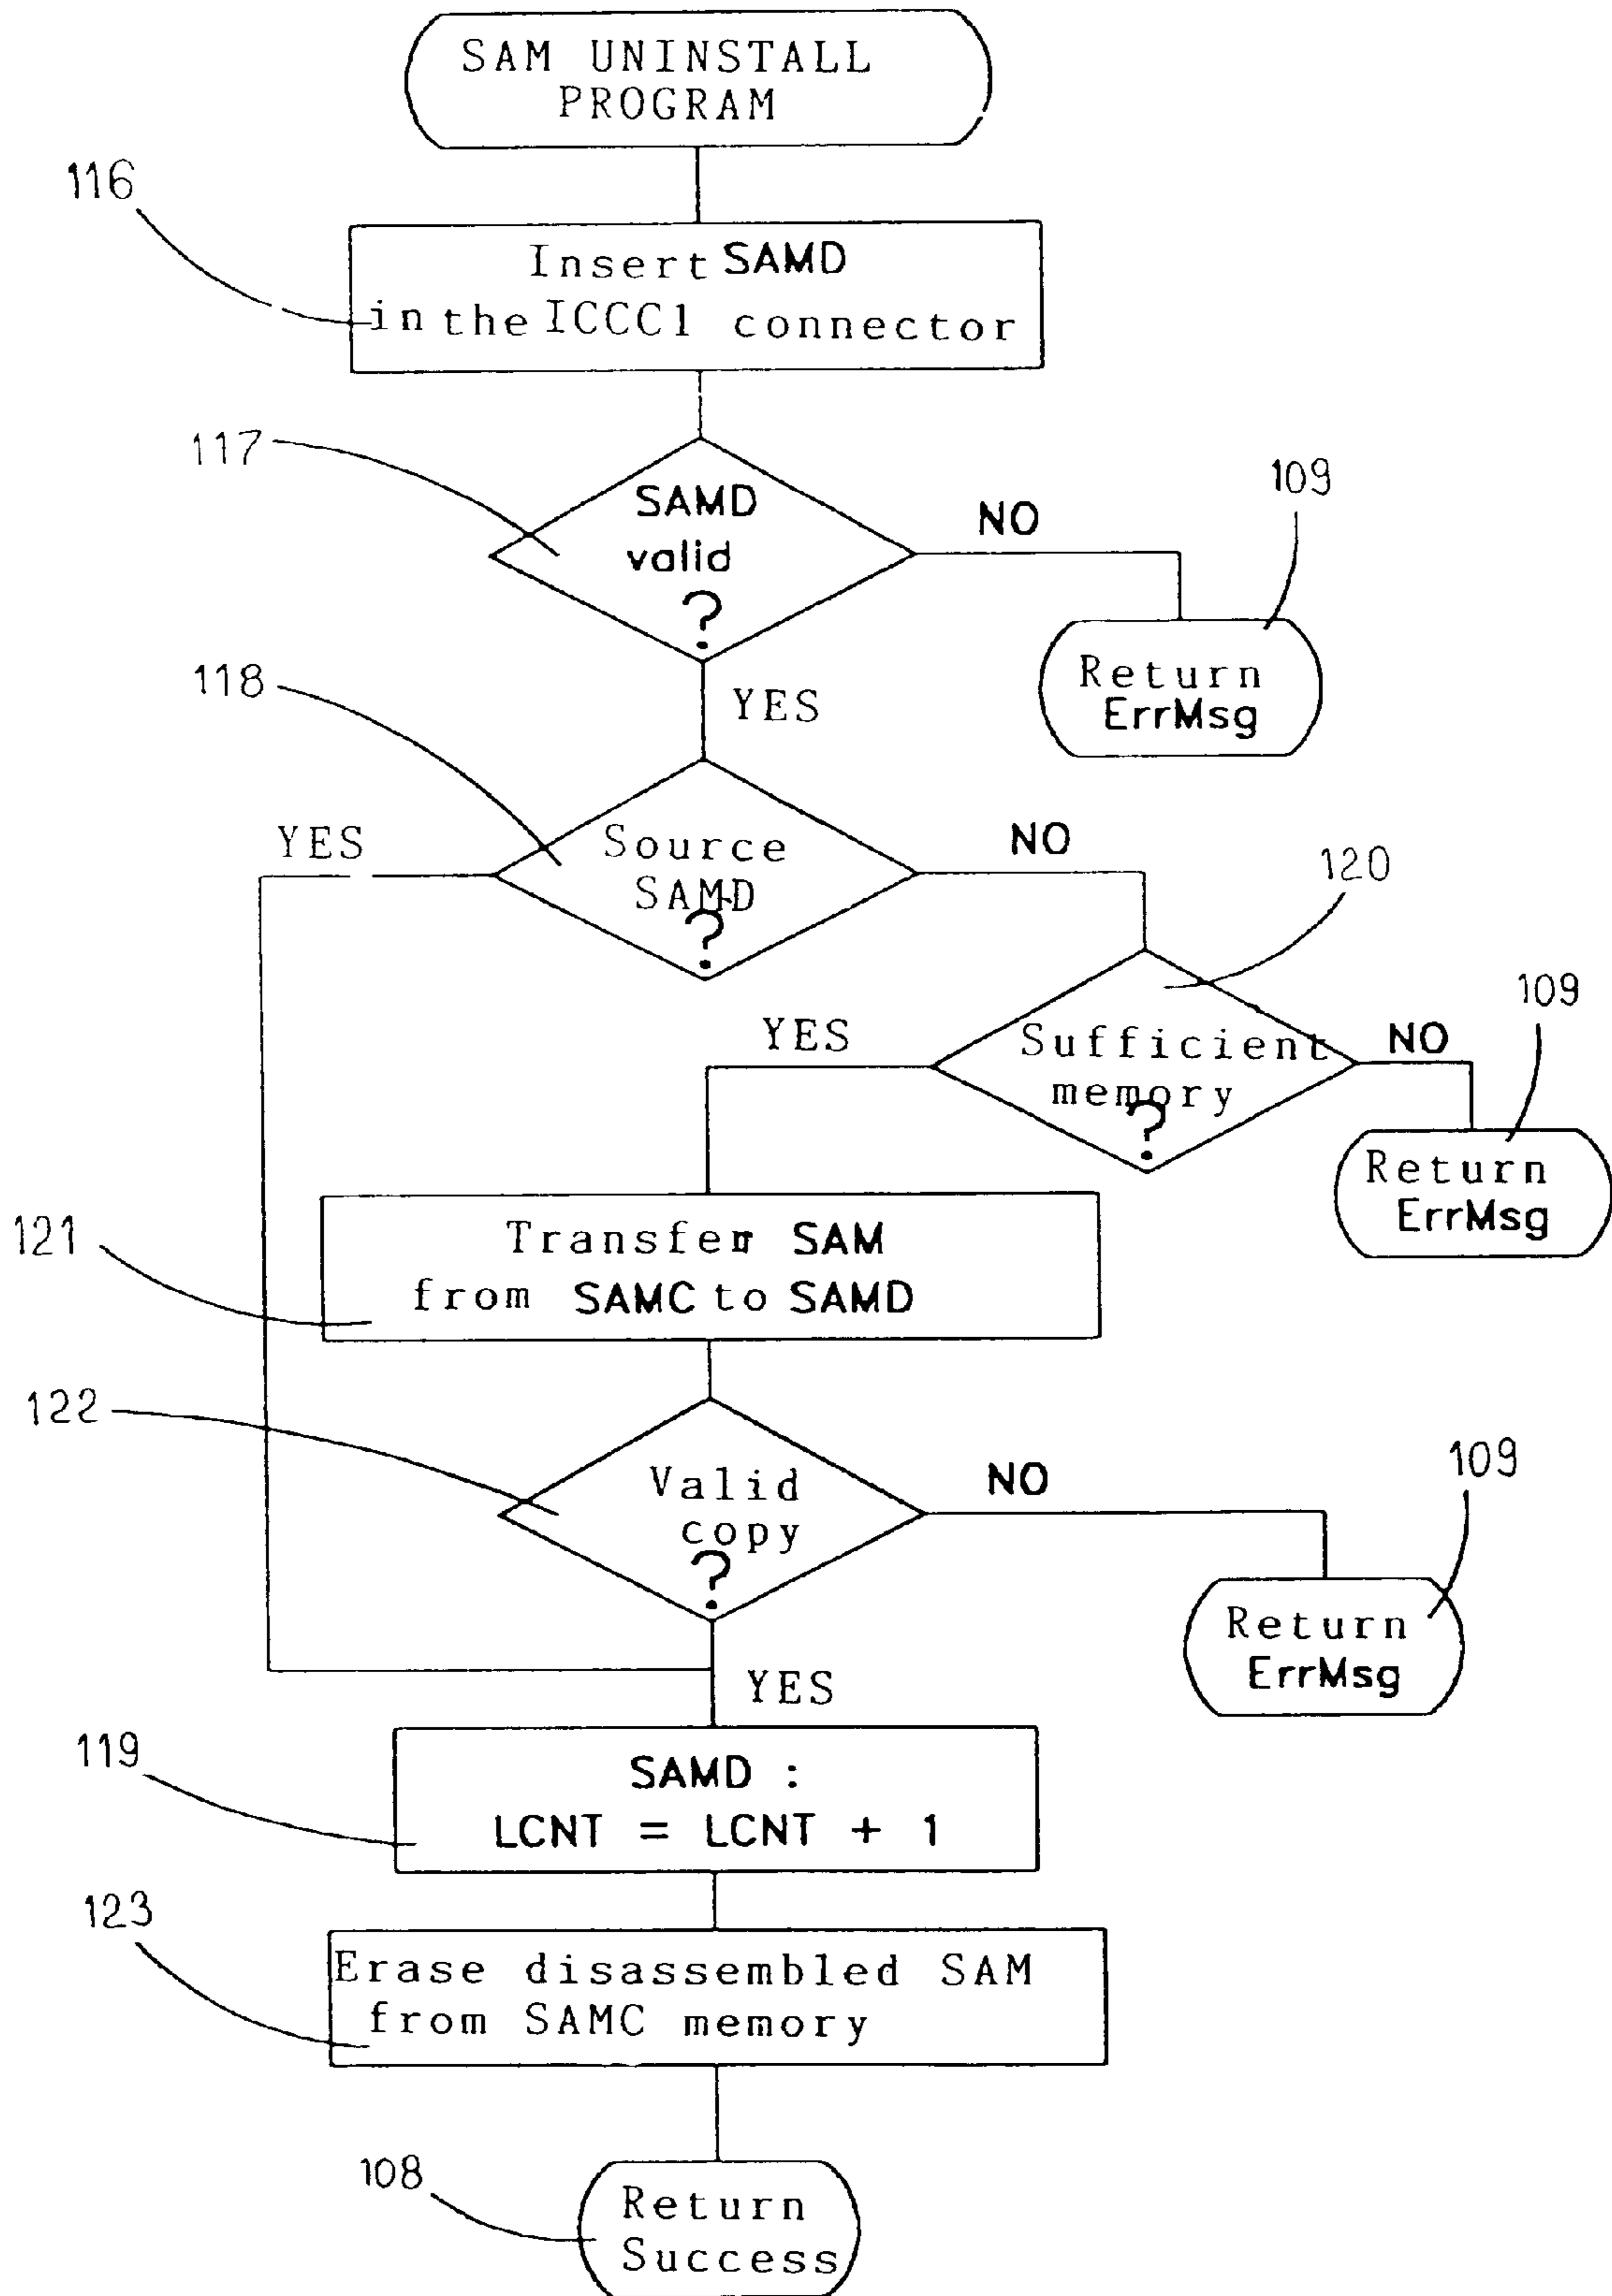 SAM UNINSTALL
PROGRAM
116
Insert SAMD
in the ICCC1 connector
117
SAMD
valid
?
NO
109
Return
ErrMsg
YES
118
Source
SAMD
?
YES
NO
120
Sufficient
memory
?
YES
NO
109
Return
ErrMsg
121
Transfer SAM
from SAMC to SAMD
122
Valid
copy
?
NO
109
Return
ErrMsg
YES
119
SAMD :
LCNT = LCNT + 1
123
Erase disassembled SAM
from SAMC memory
108
Return
Success